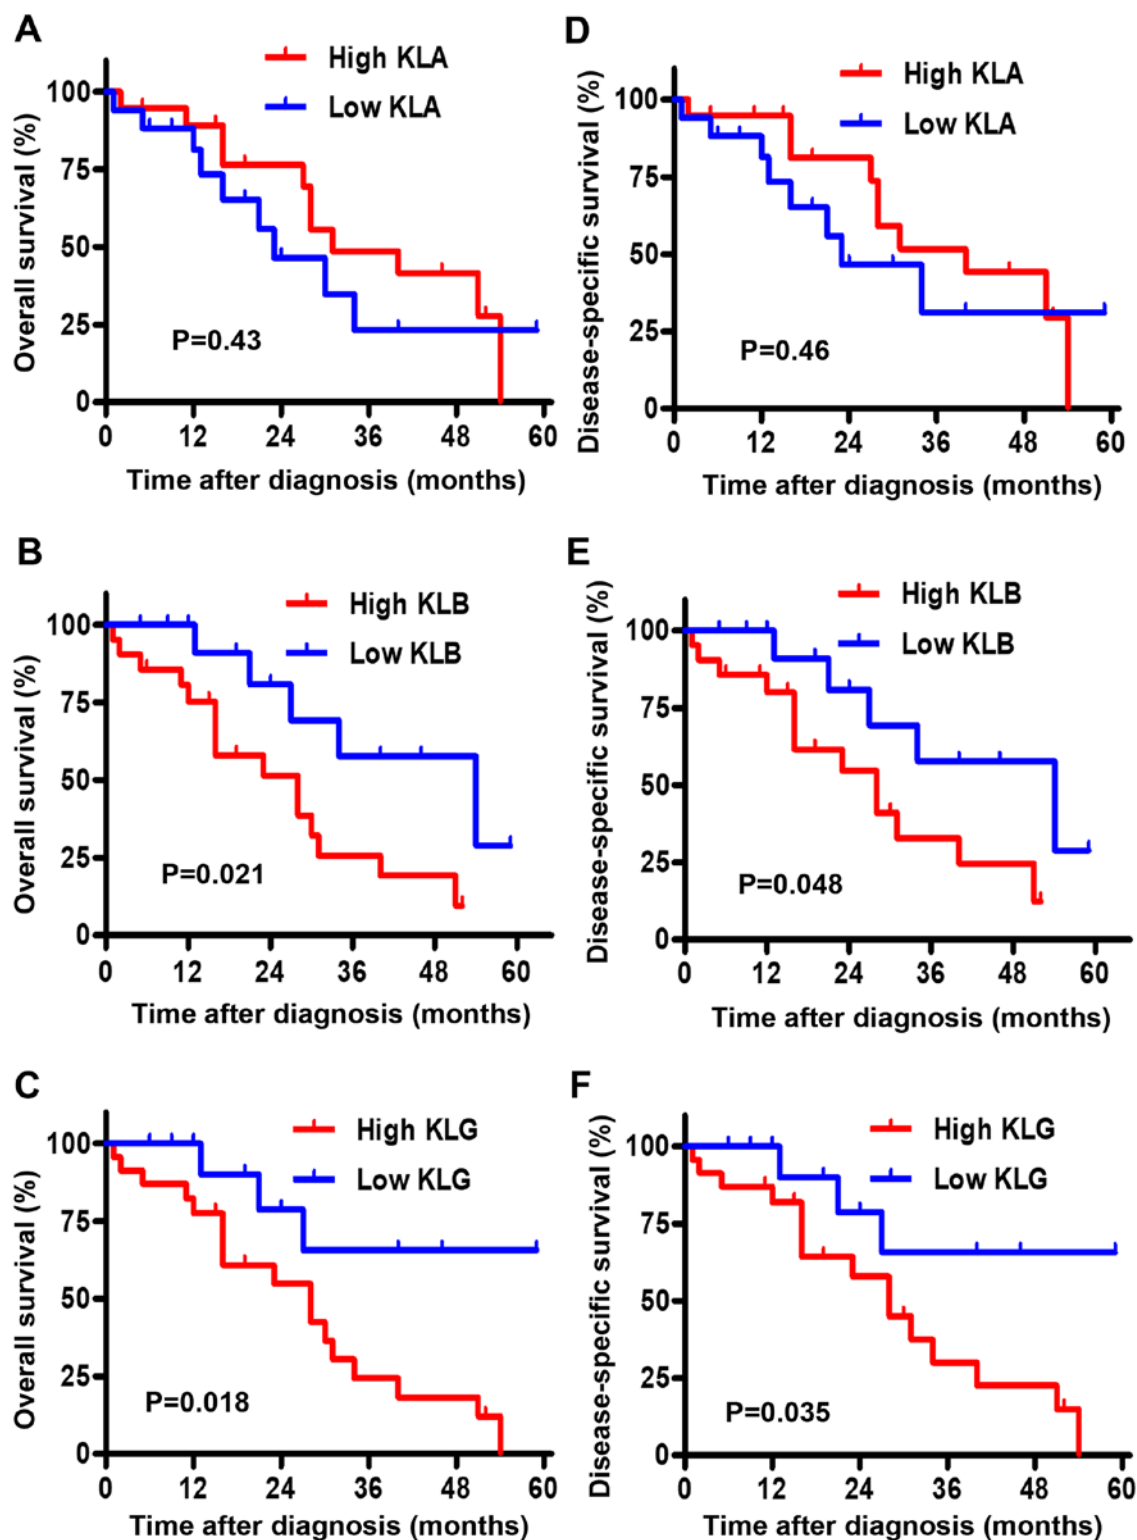 A
High KLA
Low KLA
Overall survival (%)
100
75
50
25
0
P=0.43
0 12 24 36 48 60
Time after diagnosis (months)
D
High KLA
Low KLA
Disease-specific survival (%)
100
75
50
25
0
P=0.46
0 12 24 36 48 60
Time after diagnosis (months)
B
High KLB
Low KLB
Overall survival (%)
100
75
50
25
0
P=0.021
0 12 24 36 48 60
Time after diagnosis (months)
E
High KLB
Low KLB
Disease-specific survival (%)
100
75
50
25
0
P=0.048
0 12 24 36 48 60
Time after diagnosis (months)
C
High KLG
Low KLG
Overall survival (%)
100
75
50
25
0
P=0.018
0 12 24 36 48 60
Time after diagnosis (months)
F
High KLG
Low KLG
Disease-specific survival (%)
100
75
50
25
0
P=0.035
0 12 24 36 48 60
Time after diagnosis (months)